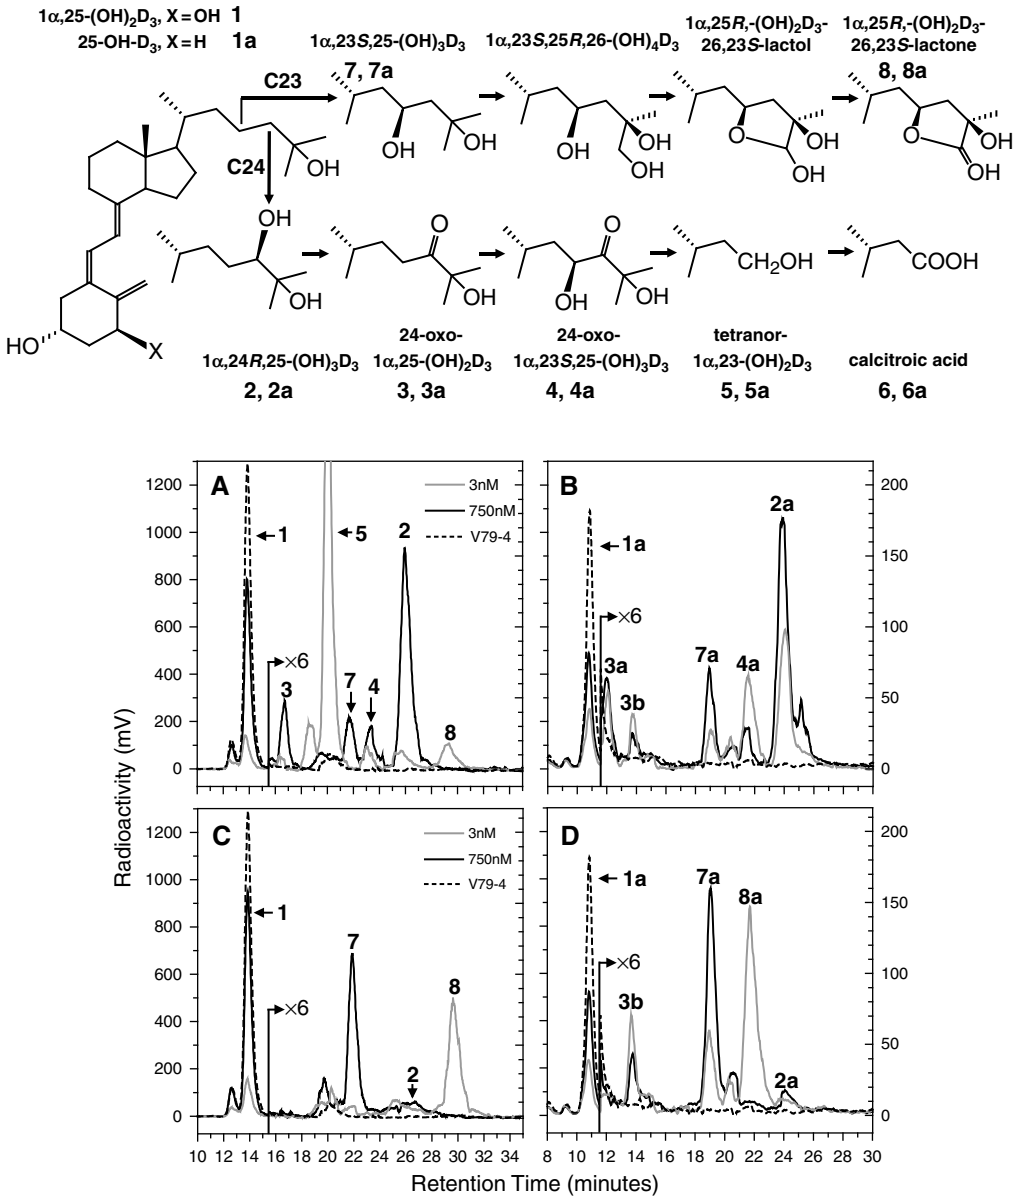 1α,25-(OH)₂D₃, X=OH 1
25-OH-D₃, X=H 1a
1α,23S,25-(OH)₃D₃
7, 7a
1α,23S,25R,26-(OH)₄D₃
1α,25R,-(OH)₂D₃-
26,23S-lactol
1α,25R,-(OH)₂D₃-
26,23S-lactone
8, 8a
C23
C24
OH
OH
OH
OH
OH
OH
O
OH
OH
O
OH
OH
OH
OH
O
OH
O
OH
OH
CH₂OH
COOH
HO
X
1α,24R,25-(OH)₃D₃
2, 2a
24-oxo-
1α,25-(OH)₂D₃
3, 3a
24-oxo-
1α,23S,25-(OH)₃D₃
4, 4a
tetranor-
1α,23-(OH)₂D₃
5, 5a
calcitroic acid
6, 6a
Radioactivity (mV)
A
3nM
750nM
V79-4
1
×6
3
5
7
4
2
8
1200
1000
800
600
400
200
0
B
1a
×6
3a
3b
7a
4a
2a
200
150
100
50
0
C
3nM
750nM
V79-4
1
×6
7
2
8
1200
1000
800
600
400
200
0
10 12 14 16 18 20 22 24 26 28 30 32 34
D
1a
×6
3b
7a
8a
2a
200
150
100
50
0
8 10 12 14 16 18 20 22 24 26 28 30
Retention Time (minutes)